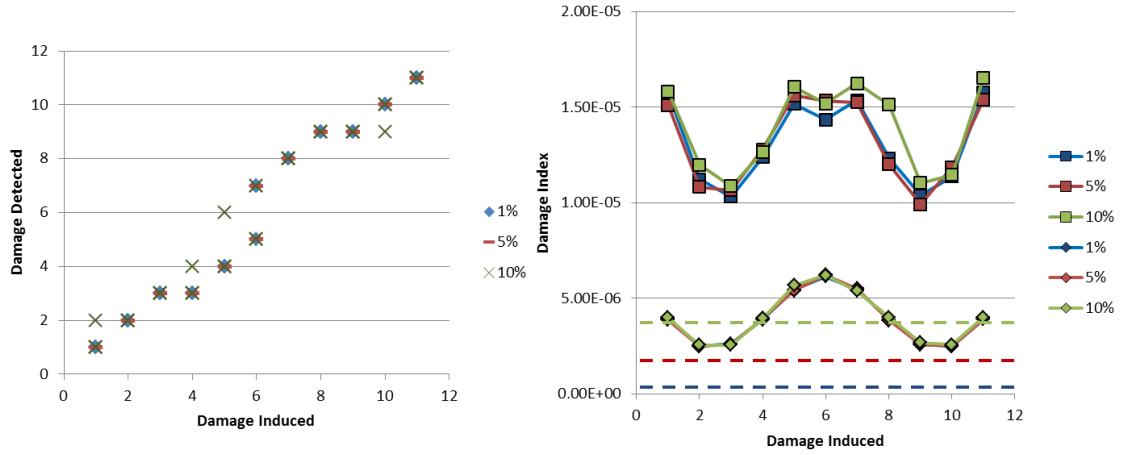 12
10
8
6
4
2
0
0 2 4 6 8 10 12
Damage Detected
Damage Induced
1%
5%
10%
2.00E-05
1.50E-05
1.00E-05
5.00E-06
0.00E+00
0 2 4 6 8 10 12
Damage Index
Damage Induced
1%
5%
10%
1%
5%
10%